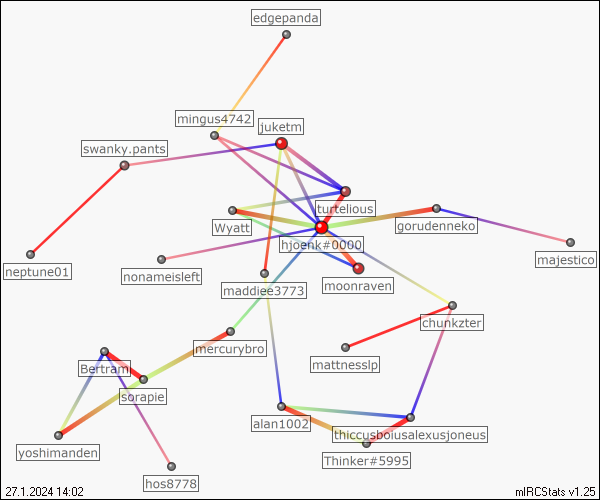 edgepanda
mingus4742
juketm
swanky.pants
turtelious
Wyatt
gorudenneko
hjoenk#0000
majestico
neptune01
nonameisleft
moonraven
maddiee3773
chunkzter
mercurybro
mattnesslp
Bertram
sorapie
alan1002
thiccusboiusalexusjoneus
yoshimanden
Thinker#5995
hos8778
27.1.2024 14:02
mIRCStats v1.25